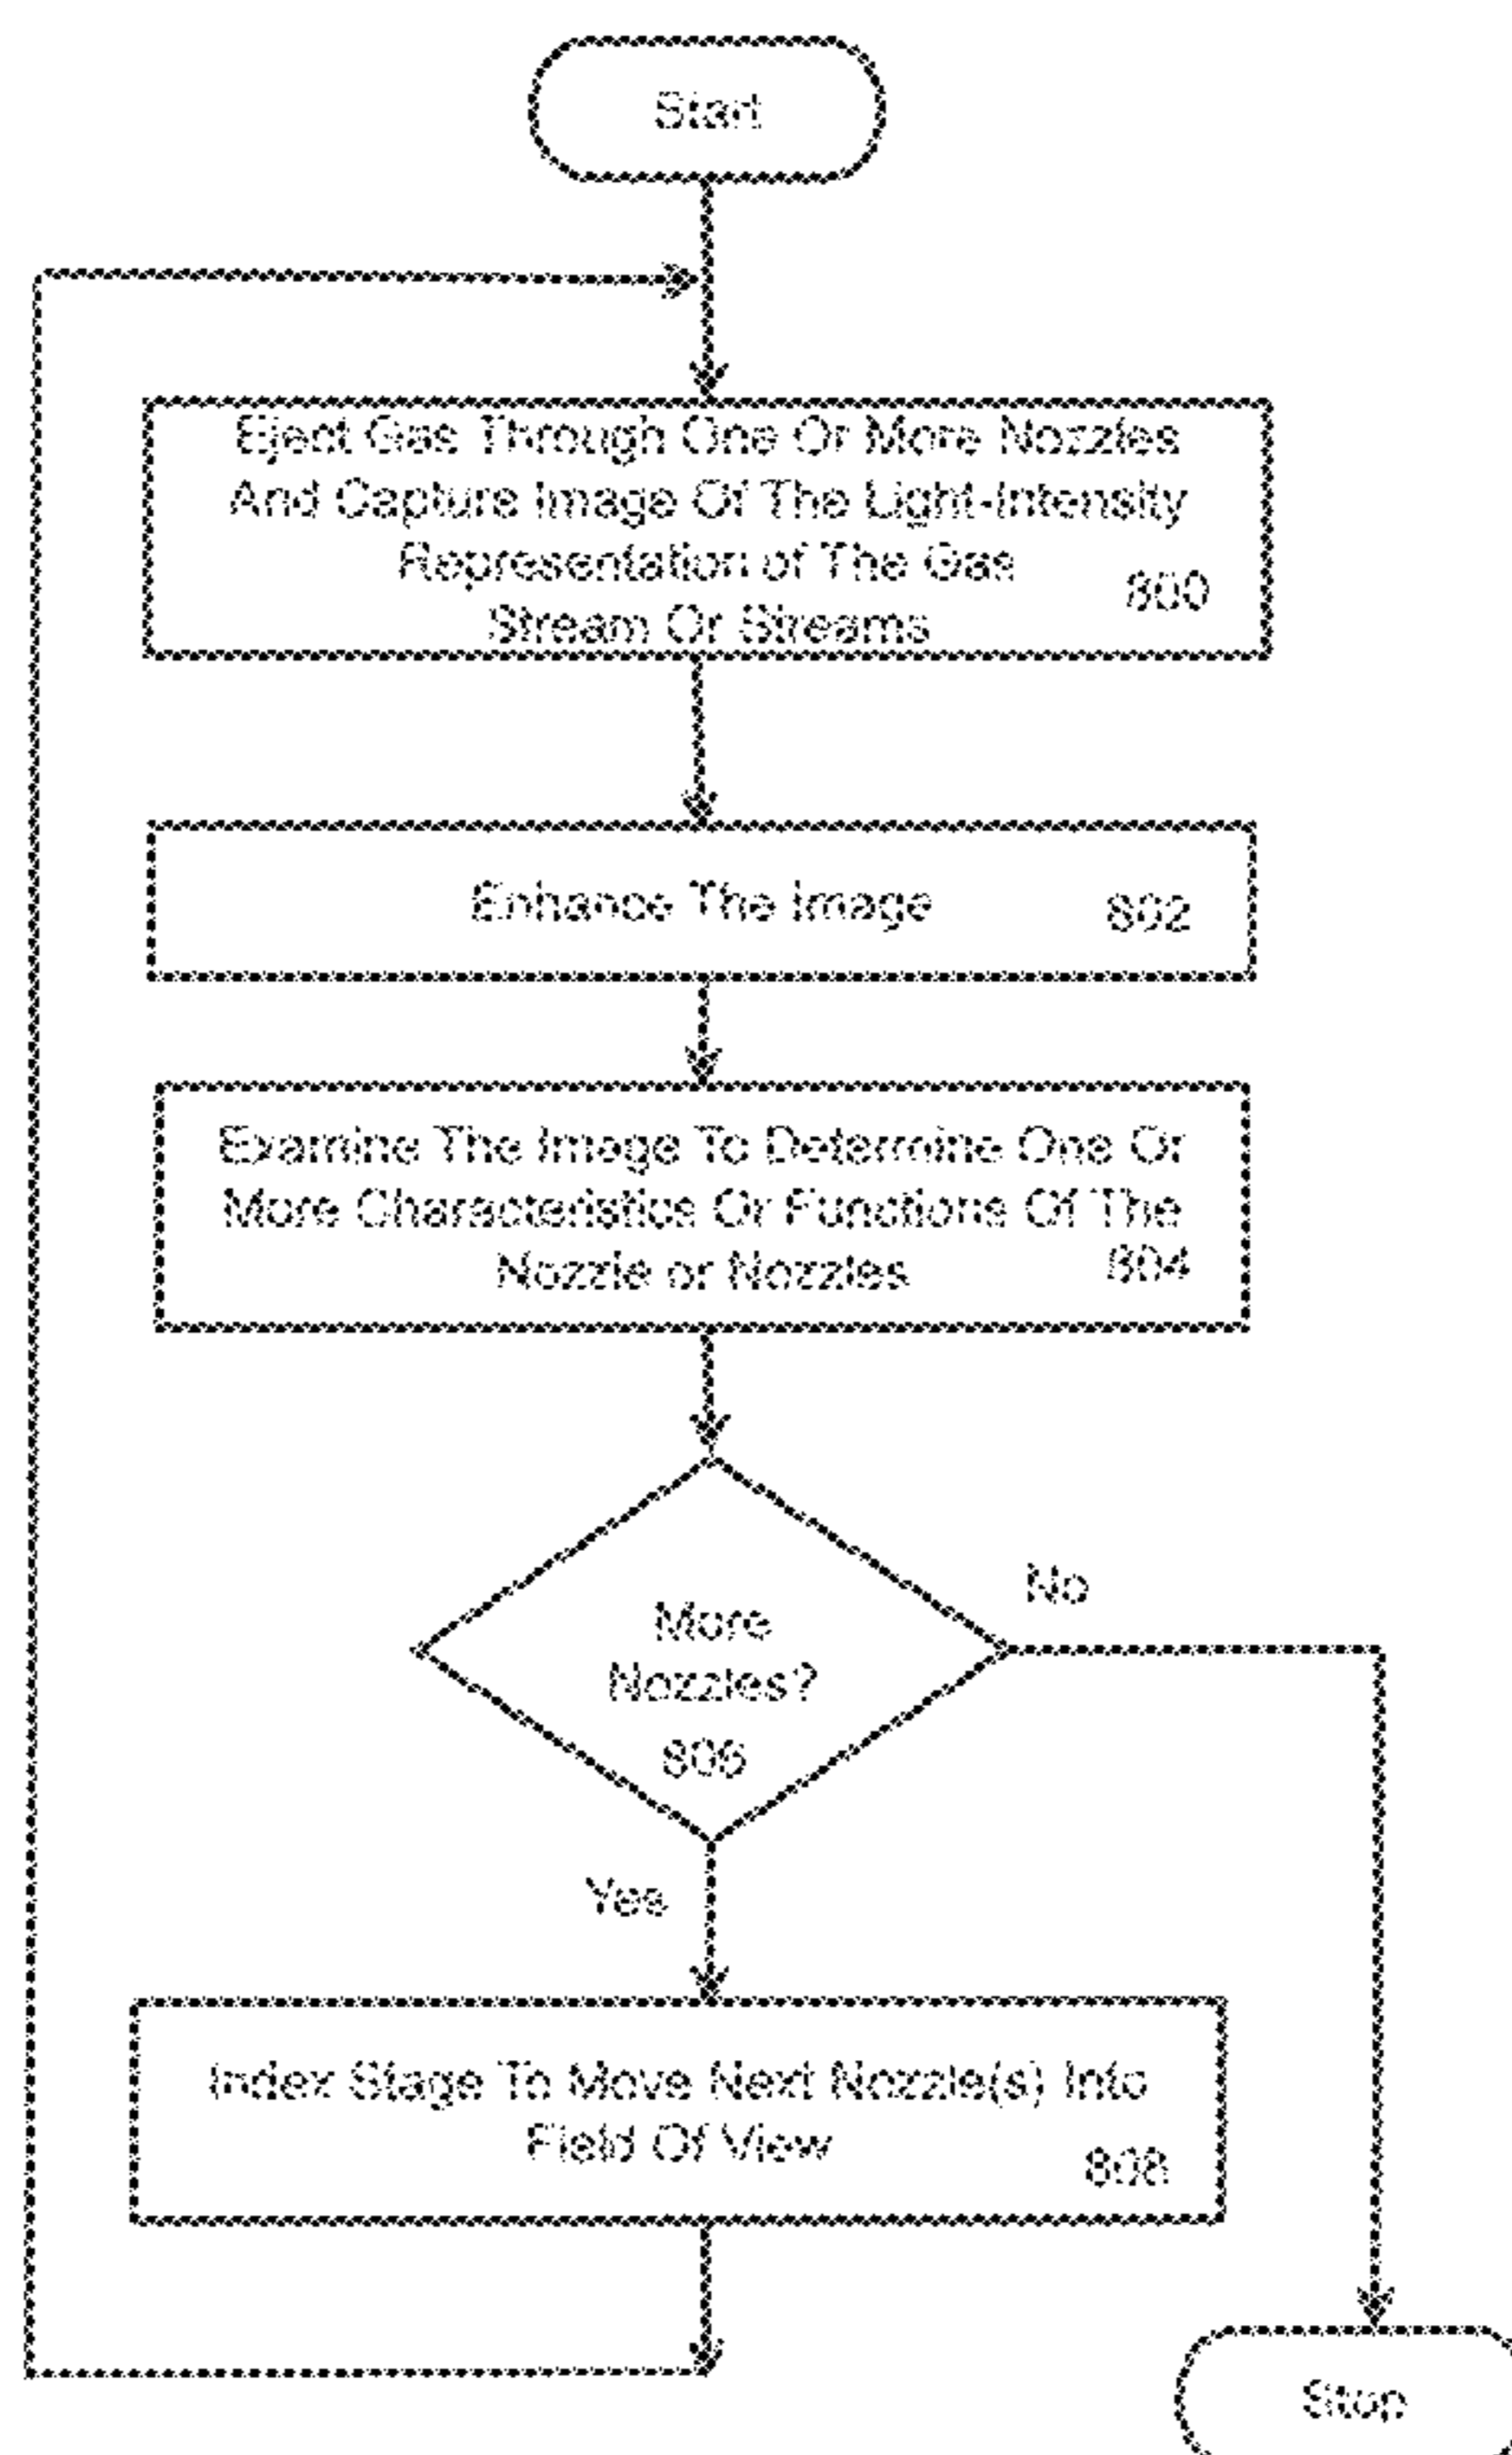 Start
Eject Gas Through One Or More Nozzles
And Capture Image Of The Light-Intensity
Representation of The Gas
Stream Or Streams
800
Enhance The Image
802
Examine The Image To Determine One Or
More Characteristics Or Functions Of The
Nozzle or Nozzles
804
More
Nozzles?
806
No
Yes
Index Stage To Move Next Nozzle(s) Into
Field Of View
808
Stop